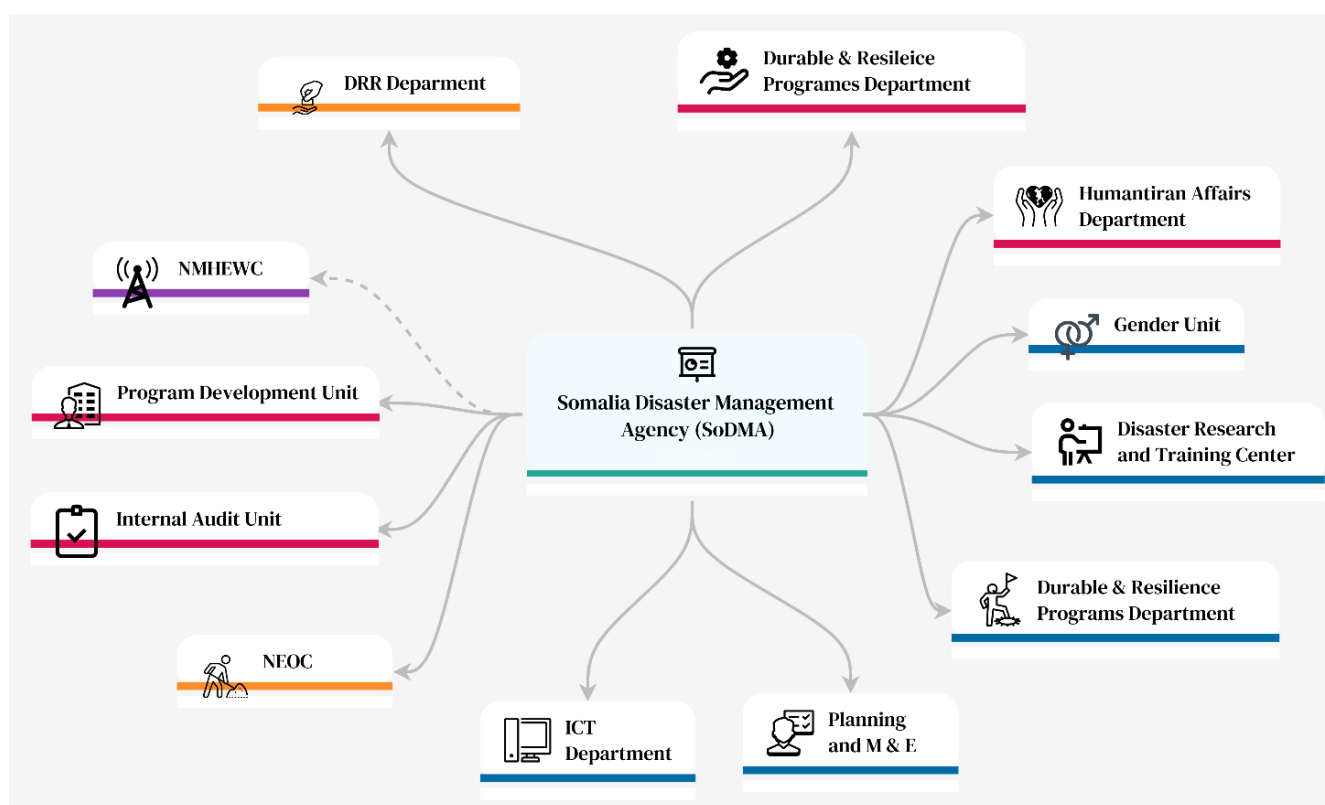 DRR Deparment
Durable & Resileice
Programes Department
Humantiran Affairs
Department
NMHEWC
Gender Unit
Program Development Unit
Somalia Disaster Management
Agency (SoDMA)
Disaster Research
and Training Center
Internal Audit Unit
Durable & Resilience
Programs Department
NEOC
ICT
Department
Planning
and M & E